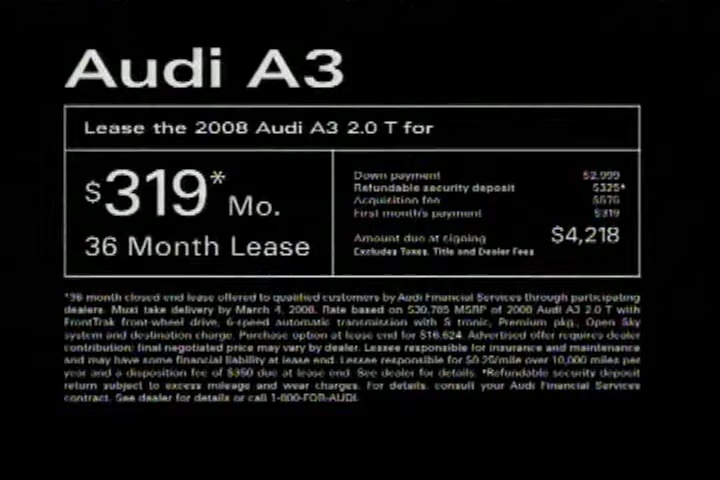 Audi A3
Lease the 2008 Audi A3 2.0 T for
$319* Mo.
36 Month Lease
Down payment $2,999
Refundable security deposit $325*
Acquisition fee $575
First month's payment $319
Amount due at signing $4,218
Excludes Taxes, Title and Dealer Fees
*36 month closed end lease offered to qualified customers by Audi Financial Services through participating
dealers. Must take delivery by March 4, 2008. Rate based on $30,785 MSRP of 2008 Audi A3 2.0 T with
FrontTrak front-wheel drive, 6-speed automatic transmission with S tronic, Premium pkg., Open Sky
system and destination charge. Purchase option at lease end for $16,624. Advertised offer requires dealer
contribution; final negotiated price may vary by dealer. Lessee responsible for insurance and maintenance
and may have some financial liability at lease end. Lessee responsible for $0.25/mile over 10,000 miles per
year and a disposition fee of $350 due at lease end. See dealer for details. *Refundable security deposit
return subject to excess mileage and wear charges. For details, consult your Audi Financial Services
contract. See dealer for details or call 1-800-FOR-AUDI.